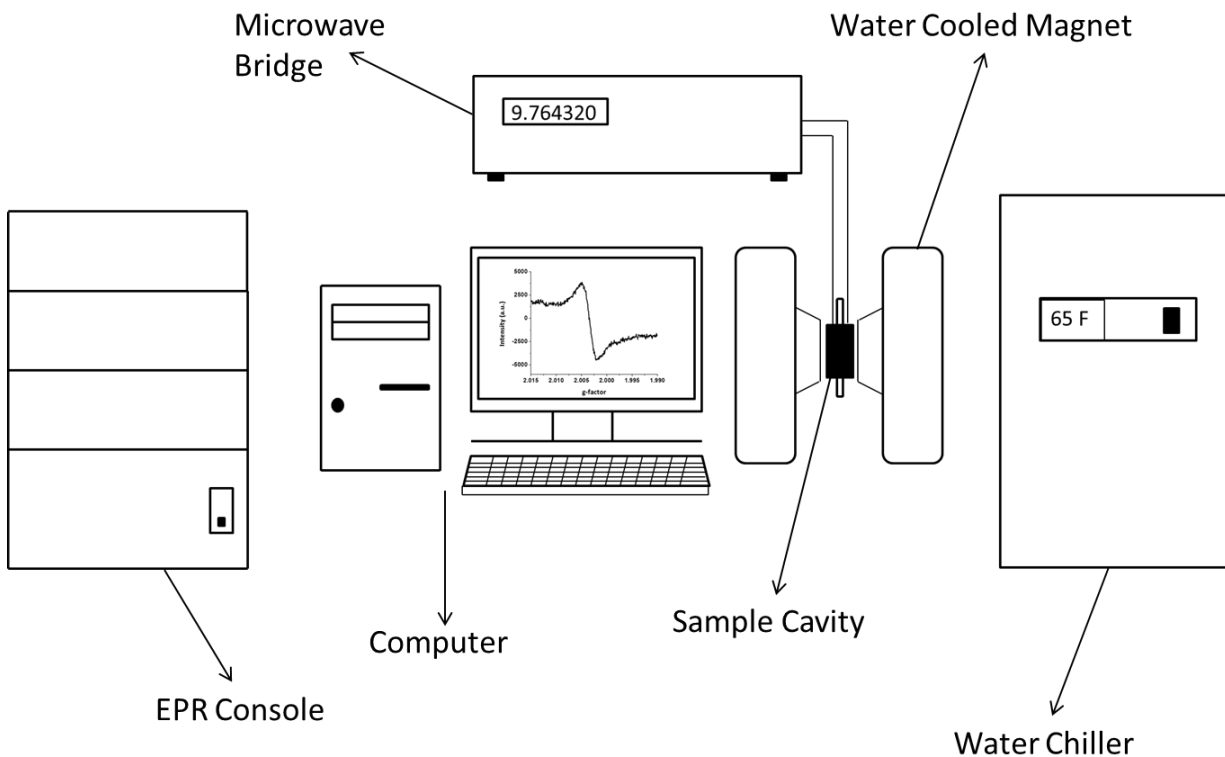 Microwave
Bridge
Water Cooled Magnet
9.764320
5000
2500
0
-2500
-5000
Intensity (a.u.)
2.015 2.010 2.005 2.000 1.995 1.990
g-factor
65 F
Sample Cavity
Computer
EPR Console
Water Chiller